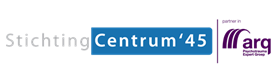 partner in
Stichting Centrum '45
arq
Psychotrauma Expert Groep